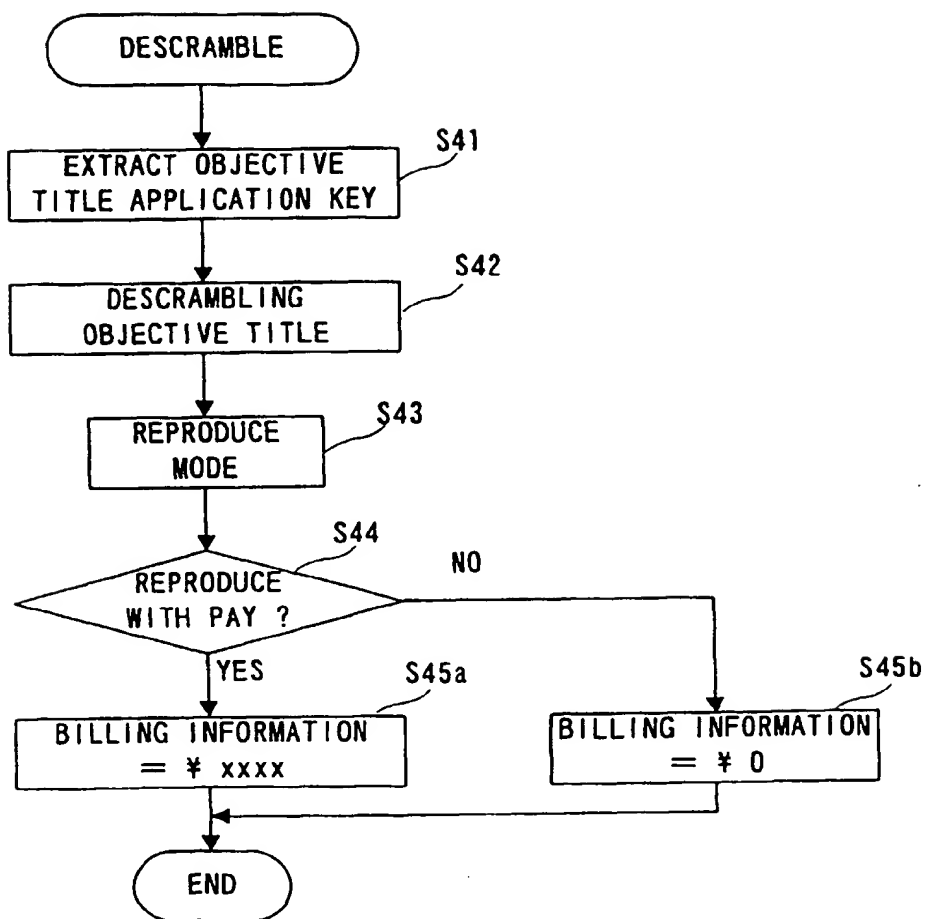 DESCRAMBLE
S41
EXTRACT OBJECTIVE
TITLE APPLICATION KEY
S42
DESCRAMBLING
OBJECTIVE TITLE
S43
REPRODUCE
MODE
S44
REPRODUCE
WITH PAY ?
NO
YES
S45a
BILLING INFORMATION
= ¥ xxxx
S45b
BILLING INFORMATION
= ¥ 0
END